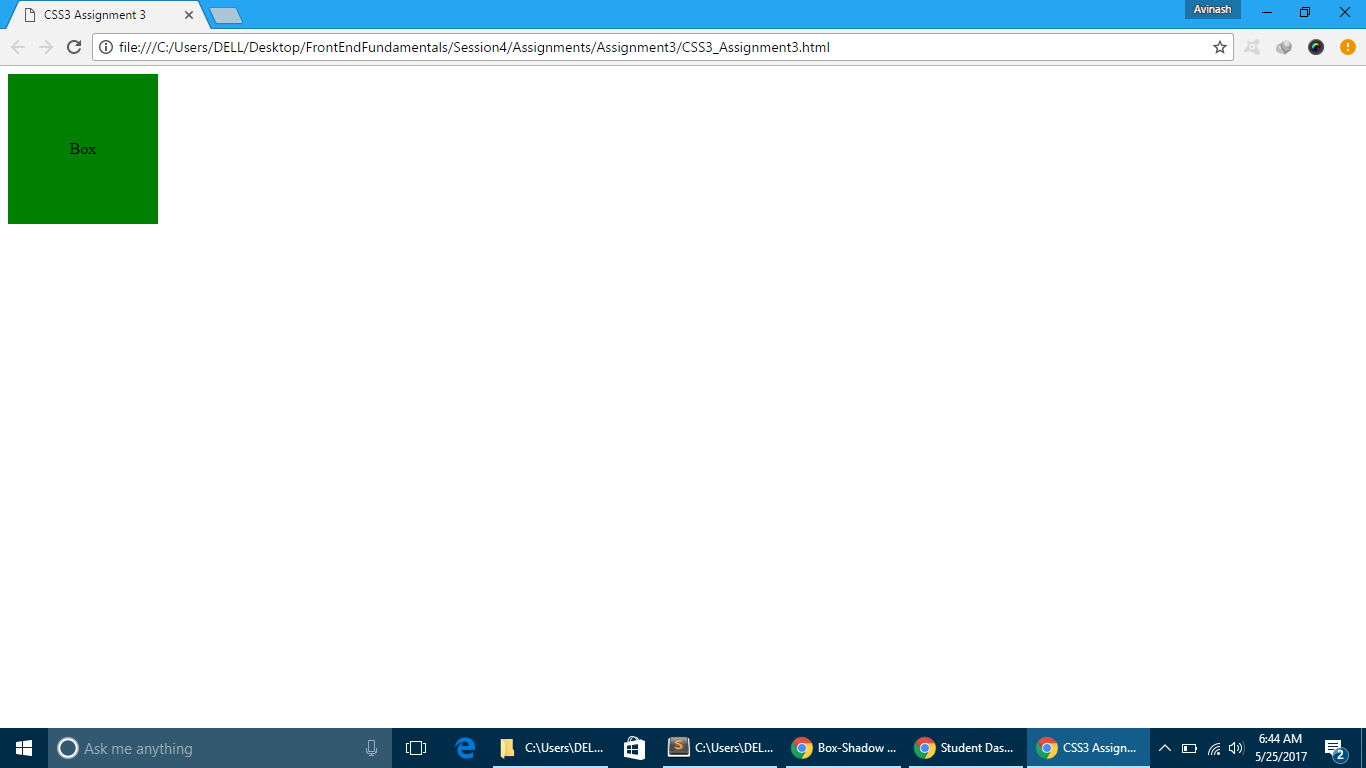 CSS3 Assignment 3
Avinash
file:///C:/Users/DELL/Desktop/FrontEndFundamentals/Session4/Assignments/Assignment3/CSS3_Assignment3.html
Box
Ask me anything
C:\Users\DEL...
S
C:\Users\DEL...
Box-Shadow ...
Student Das...
CSS3 Assign...
6:44 AM
5/25/2017
2